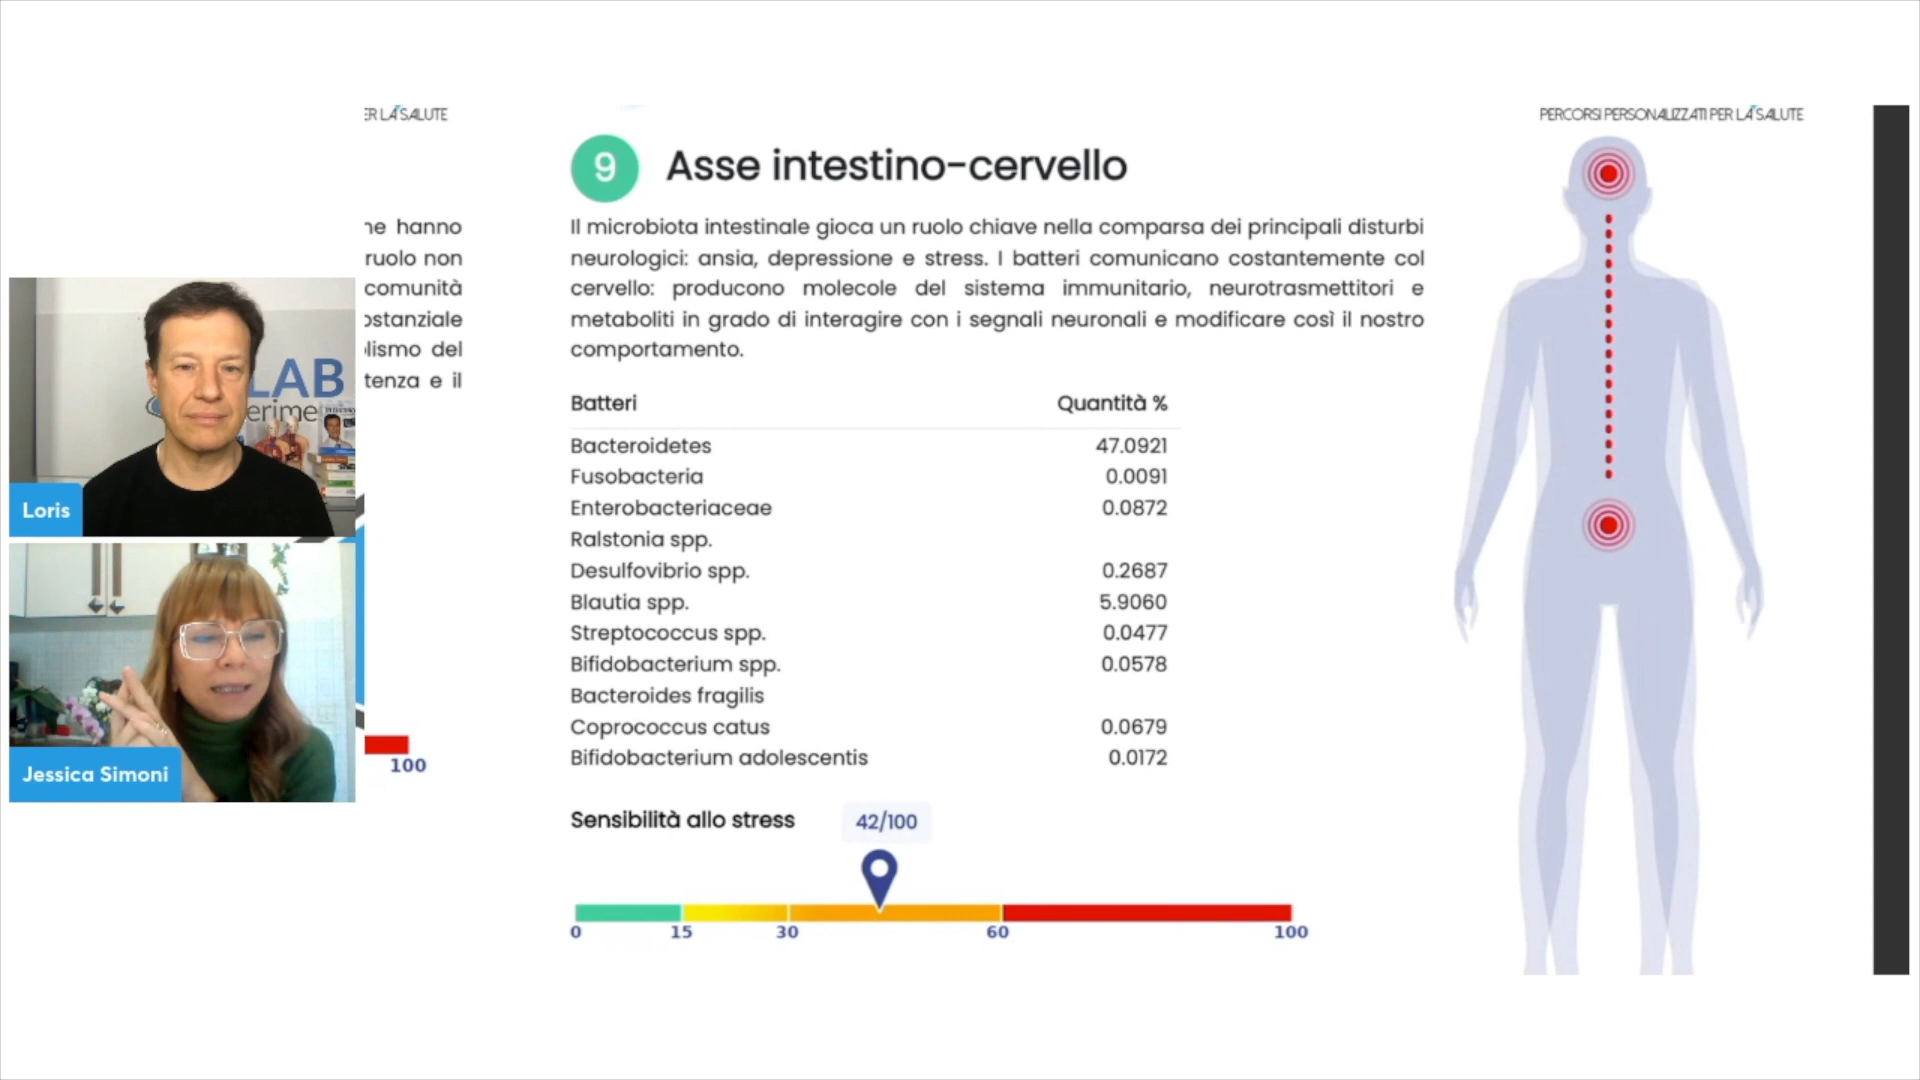 ER LA SALUTE
PERCORSI PERSONALIZZATI PER LA SALUTE
9
Asse intestino-cervello
ne hanno
ruolo non
comunità
ostanziale
lismo del
tenza e il
Il microbiota intestinale gioca un ruolo chiave nella comparsa dei principali disturbi
neurologici: ansia, depressione e stress. I batteri comunicano costantemente col
cervello: producono molecole del sistema immunitario, neurotrasmettitori e
metaboliti in grado di interagire con i segnali neuronali e modificare così il nostro
comportamento.
Batteri Quantità %
Bacteroidetes 47.0921
Fusobacteria 0.0091
Enterobacteriaceae 0.0872
Ralstonia spp.
Desulfovibrio spp. 0.2687
Blautia spp. 5.9060
Streptococcus spp. 0.0477
Bifidobacterium spp. 0.0578
Bacteroides fragilis
Coprococcus catus 0.0679
Bifidobacterium adolescentis 0.0172
Sensibilità allo stress 42/100
0 15 30 60 100
LAB
erime
Loris
Jessica Simoni
100